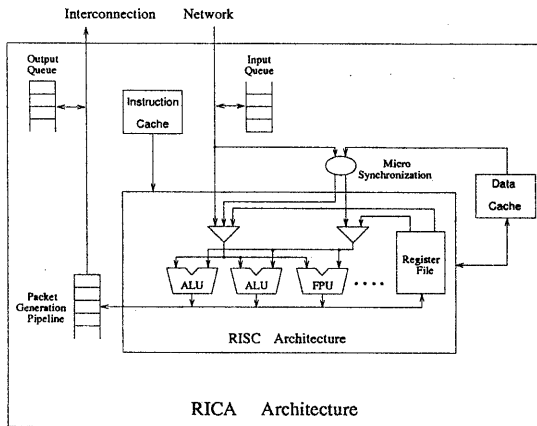 Interconnection Network
Output
Queue
Input
Queue
Instruction
Cache
Micro
Synchronization
Data
Cache
Register
File
ALU ALU FPU
Packet
Generation
Pipeline
RISC Architecture
RICA Architecture